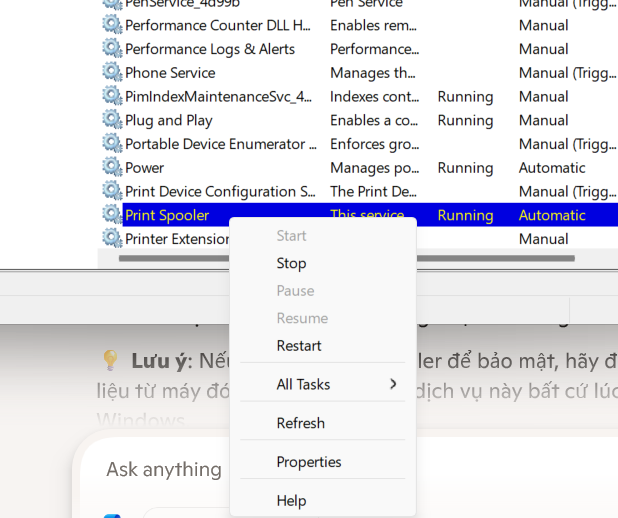 PenService_4d99b Pen Service Manual (Trigg...
Performance Counter DLL H... Enables rem... Manual
Performance Logs & Alerts Performance... Manual
Phone Service Manages th... Manual (Trigg...
PimIndexMaintenanceSvc_4... Indexes cont... Running Manual
Plug and Play Enables a co... Running Manual
Portable Device Enumerator ... Enforces gro... Manual (Trigg...
Power Manages po... Running Automatic
Print Device Configuration S... The Print De... Manual (Trigg...
Print Spooler This service Running Automatic
Printer Extension Manual
Start
Stop
Pause
Resume
Restart
All Tasks
Refresh
Properties
Help
Lưu ý: Nế ler để bảo mật, hãy đ
liệu từ máy đó dịch vụ này bất cứ lúc
Windows
Ask anything